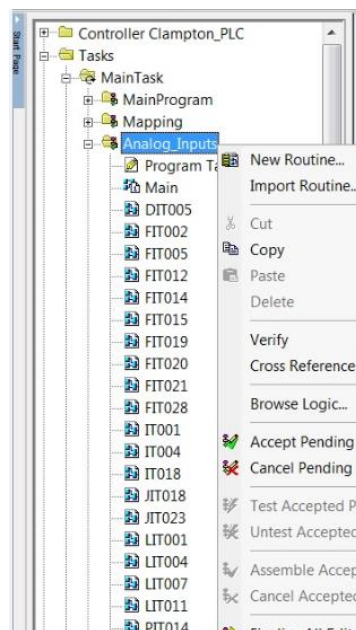 Start Page
Controller Clampton_PLC
Tasks
MainTask
MainProgram
Mapping
Analog_Inputs
Program Ta
Main
DIT005
FIT002
FIT005
FIT012
FIT014
FIT015
FIT019
FIT020
FIT021
FIT028
IT001
IT004
IT018
JIT018
JIT023
LIT001
LIT004
LIT007
LIT011
PIT014
New Routine...
Import Routine..
Cut
Copy
Paste
Delete
Verify
Cross Reference
Browse Logic...
Accept Pending
Cancel Pending
Test Accepted P
Untest Accepted
Assemble Accep
Cancel Accepted